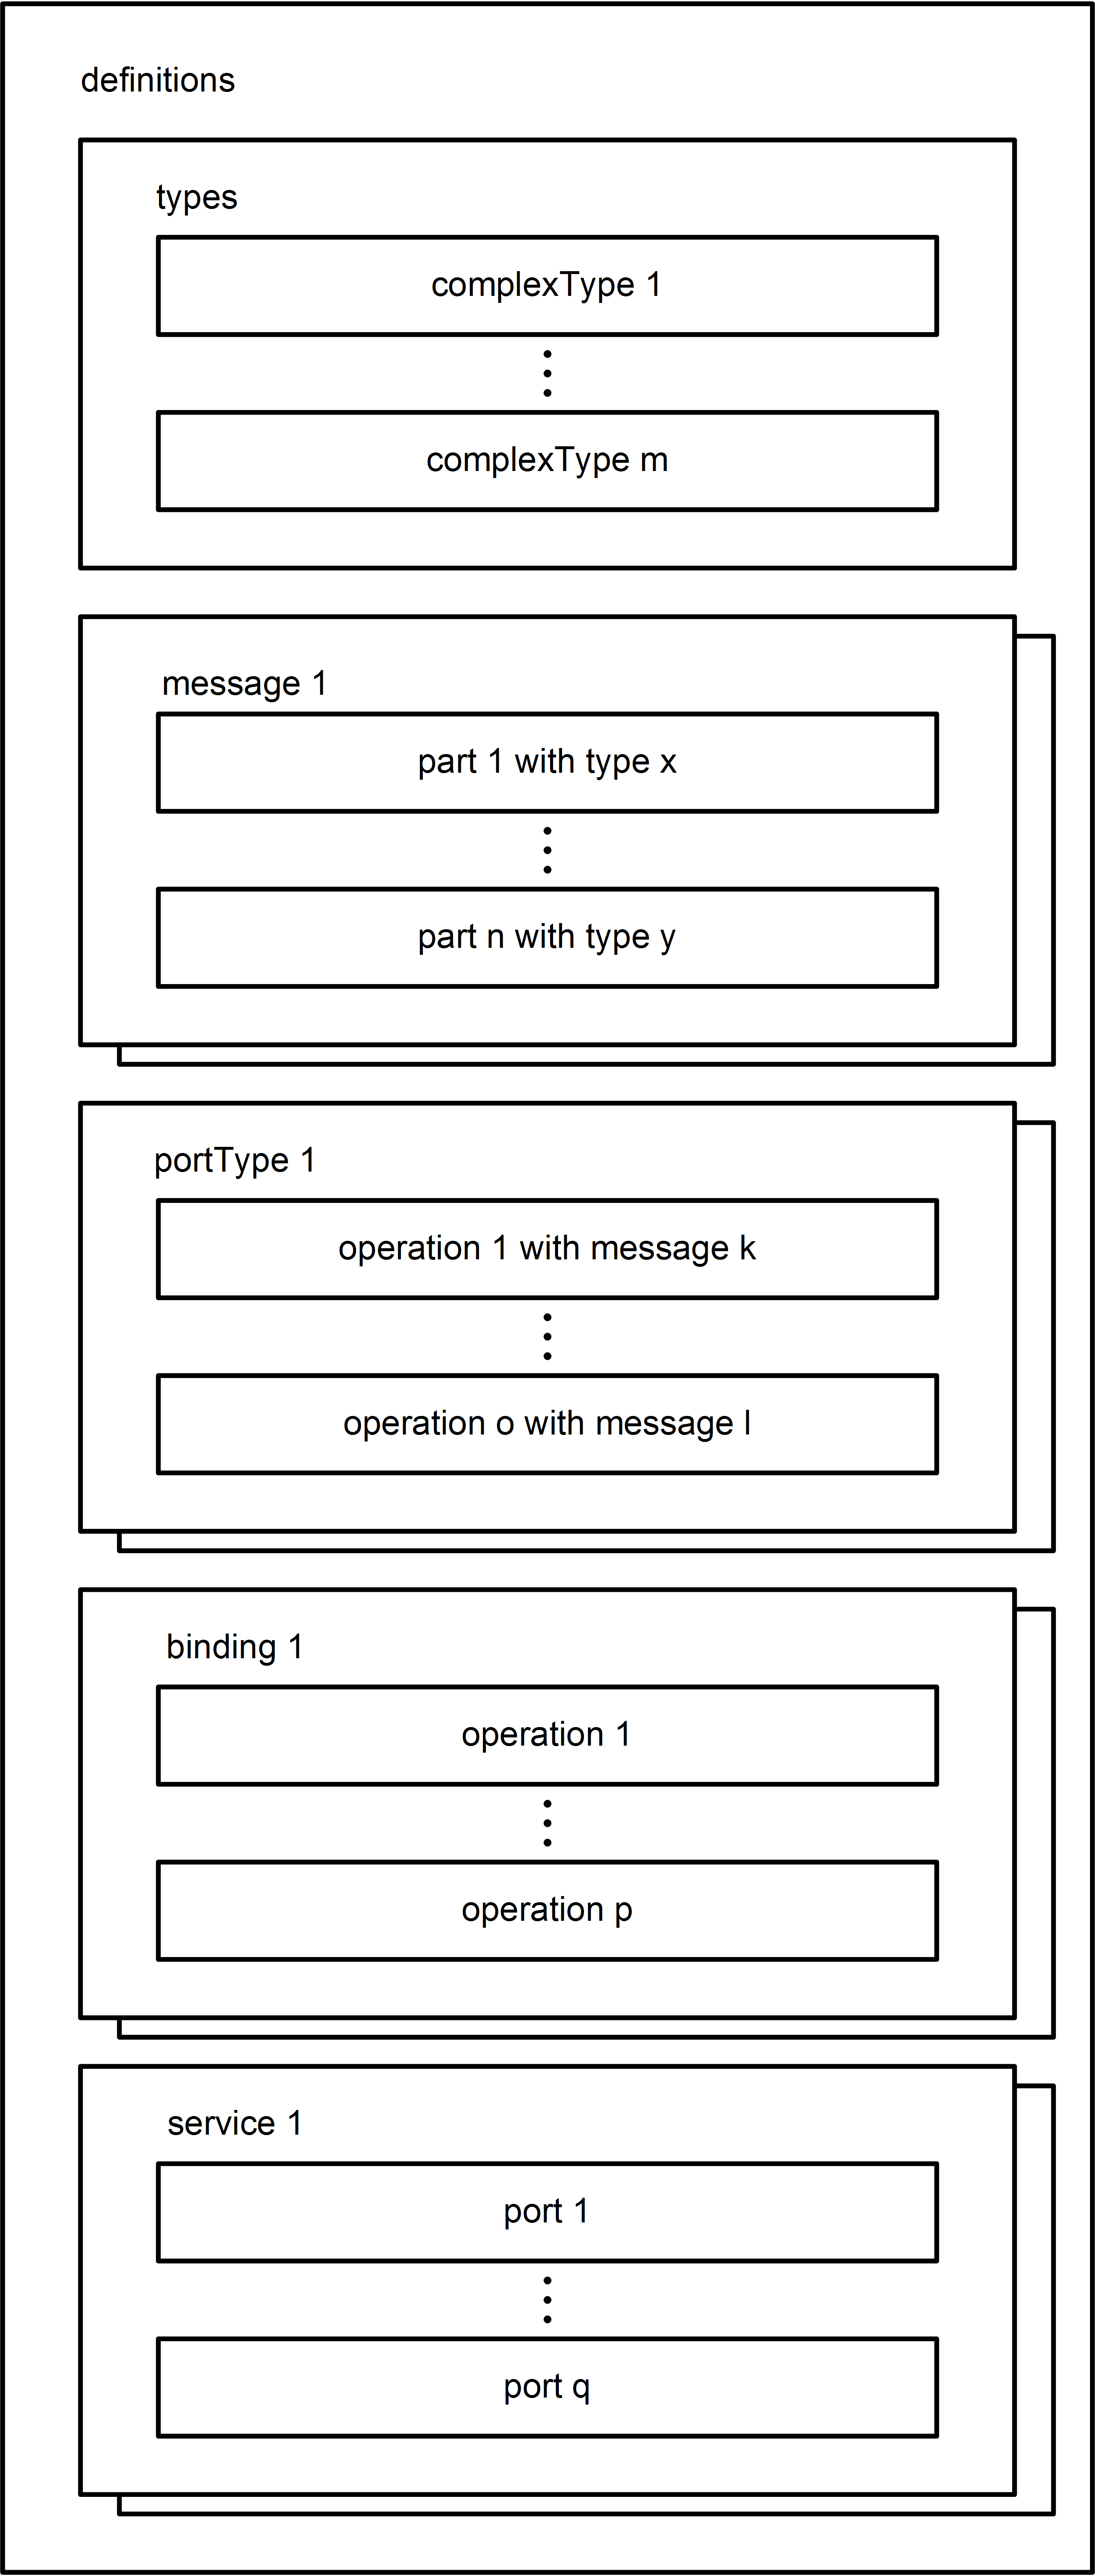 definitions
types
complexType 1
complexType m
message 1
part 1 with type x
part n with type y
portType 1
operation 1 with message k
operation o with message l
binding 1
operation 1
operation p
service 1
port 1
port q